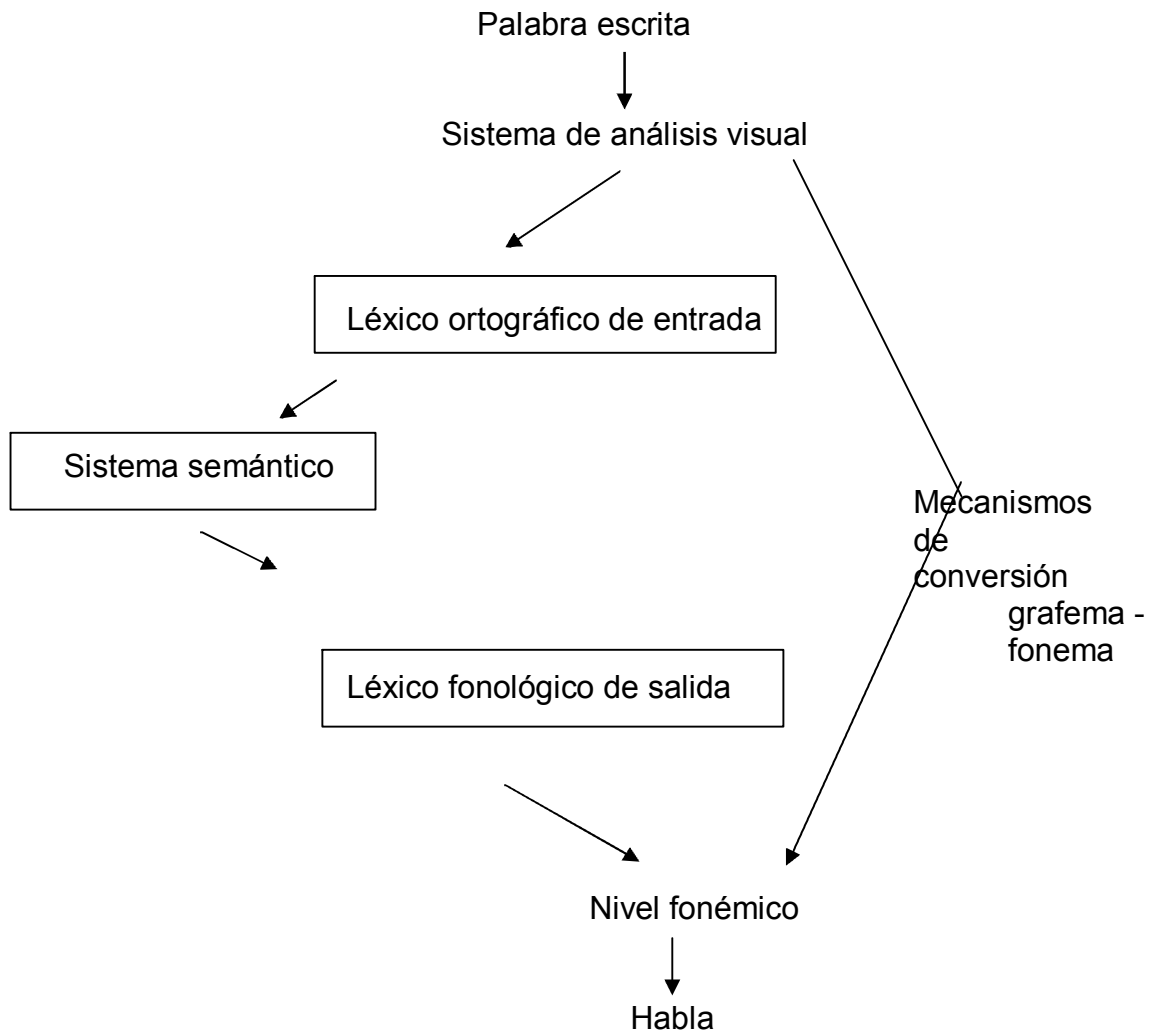 Palabra escrita
Sistema de análisis visual
Léxico ortográfico de entrada
Sistema semántico
Mecanismos
de
conversión
grafema -
fonema
Léxico fonológico de salida
Nivel fonémico
Habla